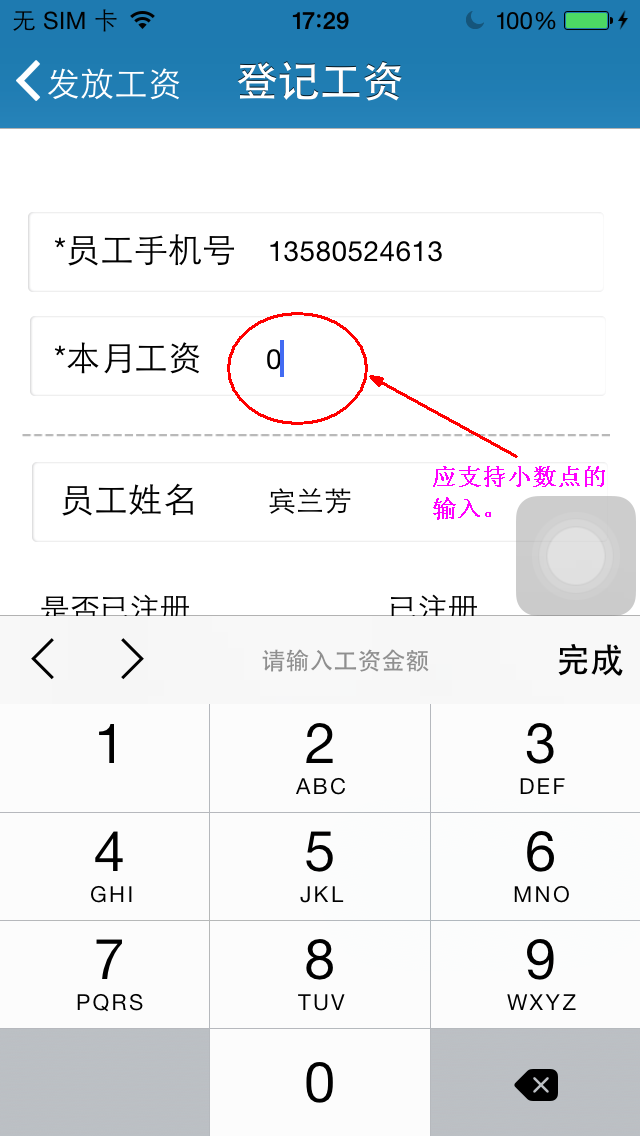 无 SIM 卡 17:29 100%
发放工资 登记工资
*员工手机号 13580524613
*本月工资 0
应支持小数点的
输入。
员工姓名 宾兰芳
是否已注册 已注册
请输入工资金额 完成
1 2 3
ABC DEF
4 5 6
GHI JKL MNO
7 8 9
PQRS TUV WXYZ
0